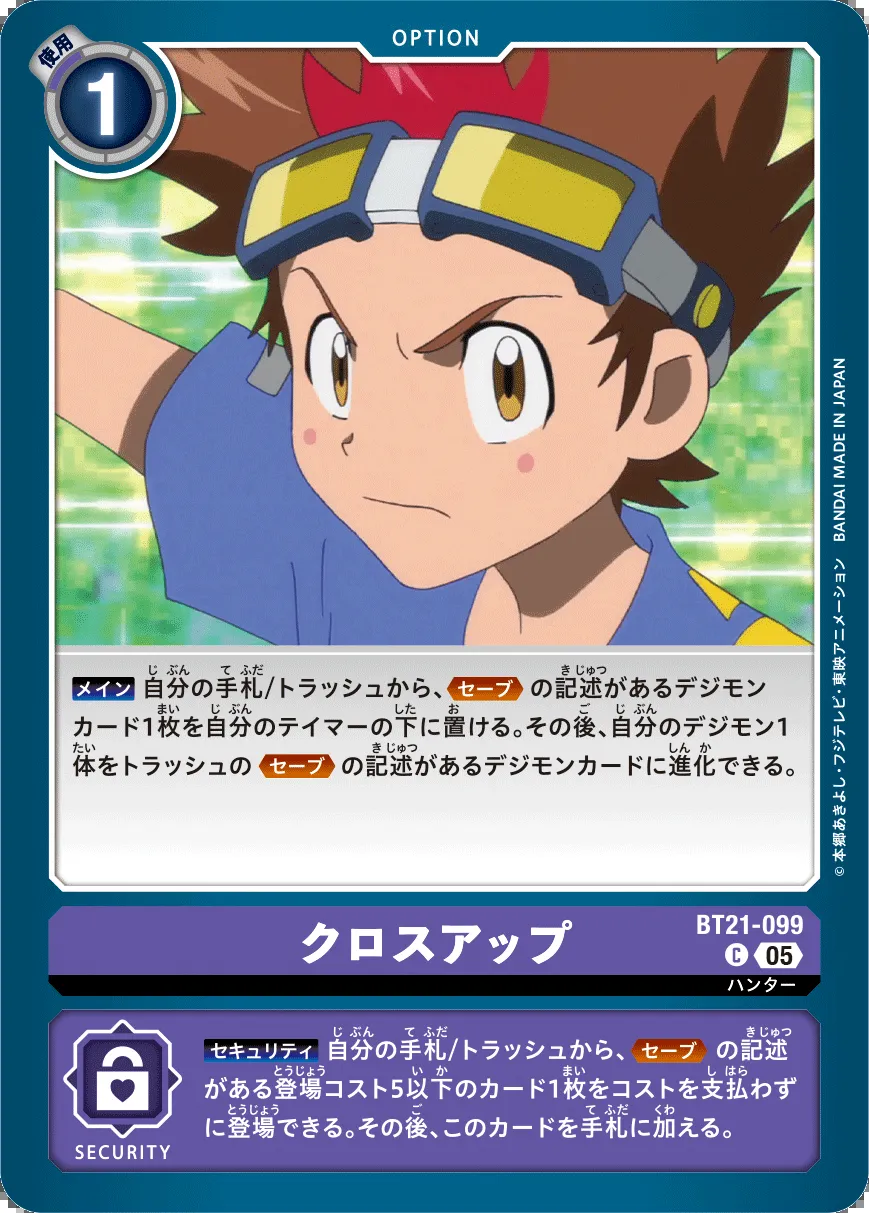 OPTION
使用
1
メイン 自分の手札/トラッシュから、セーブ の記述があるデジモン
カード1枚を自分のテイマーの下に置ける。その後、自分のデジモン1
体をトラッシュの セーブ の記述があるデジモンカードに進化できる。
©本郷あきよし・フジテレビ・東映アニメーション BANDAI MADE IN JAPAN
クロスアップ
BT21-099
C 05
ハンター
セキュリティ 自分の手札/トラッシュから、セーブ の記述
がある登場コスト5以下のカード1枚をコストを支払わず
に登場できる。その後、このカードを手札に加える。
SECURITY